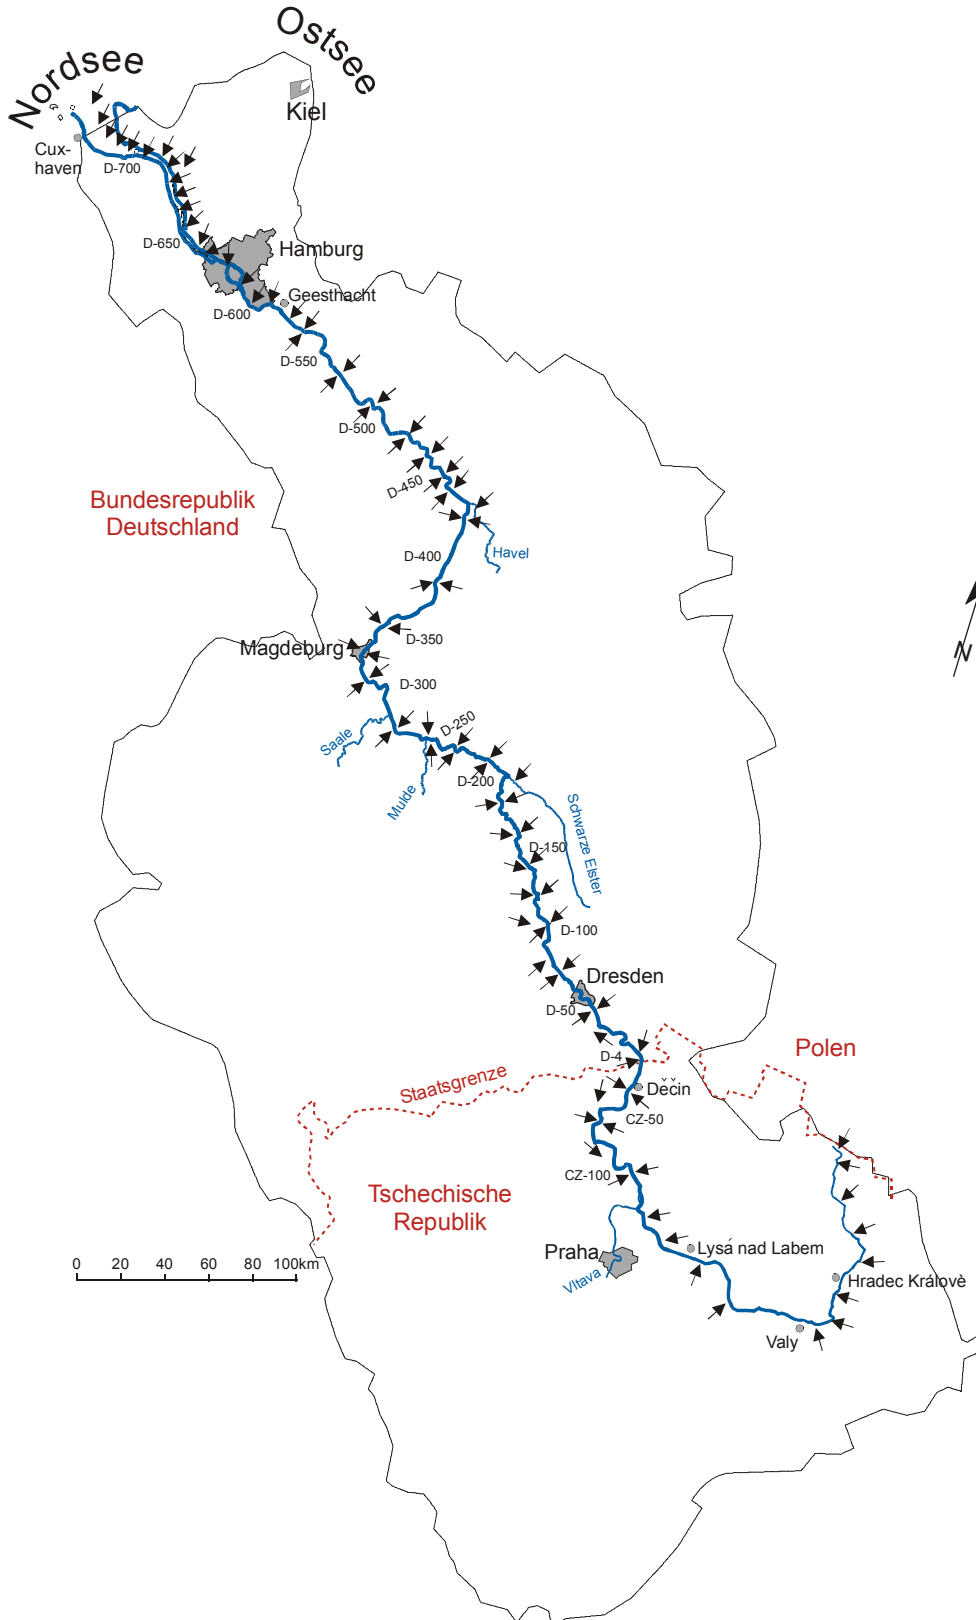 Nordsee
Ostsee
Kiel
Cux-
haven
D-700
D-650
Hamburg
Geesthacht
D-600
D-550
D-500
D-450
Bundesrepublik
Deutschland
Havel
D-400
N
D-350
Magdeburg
D-300
D-250
Saale
D-200
Mulde
Schwarze Elster
D-150
D-100
Dresden
D-50
D-4
Polen
Staatsgrenze
Děčin
CZ-50
CZ-100
Tschechische
Republik
Praha
Lysá nad Labem
Vltava
Hradec Králové
0 20 40 60 80 100km
Valy